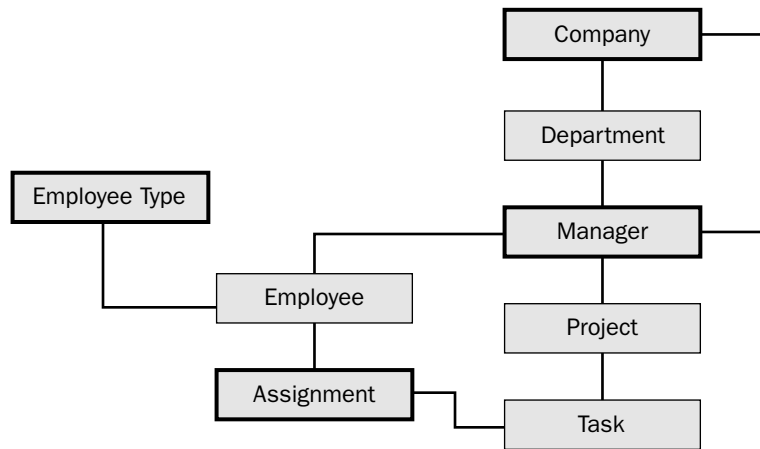 Company
Department
Employee Type
Manager
Employee
Project
Assignment
Task